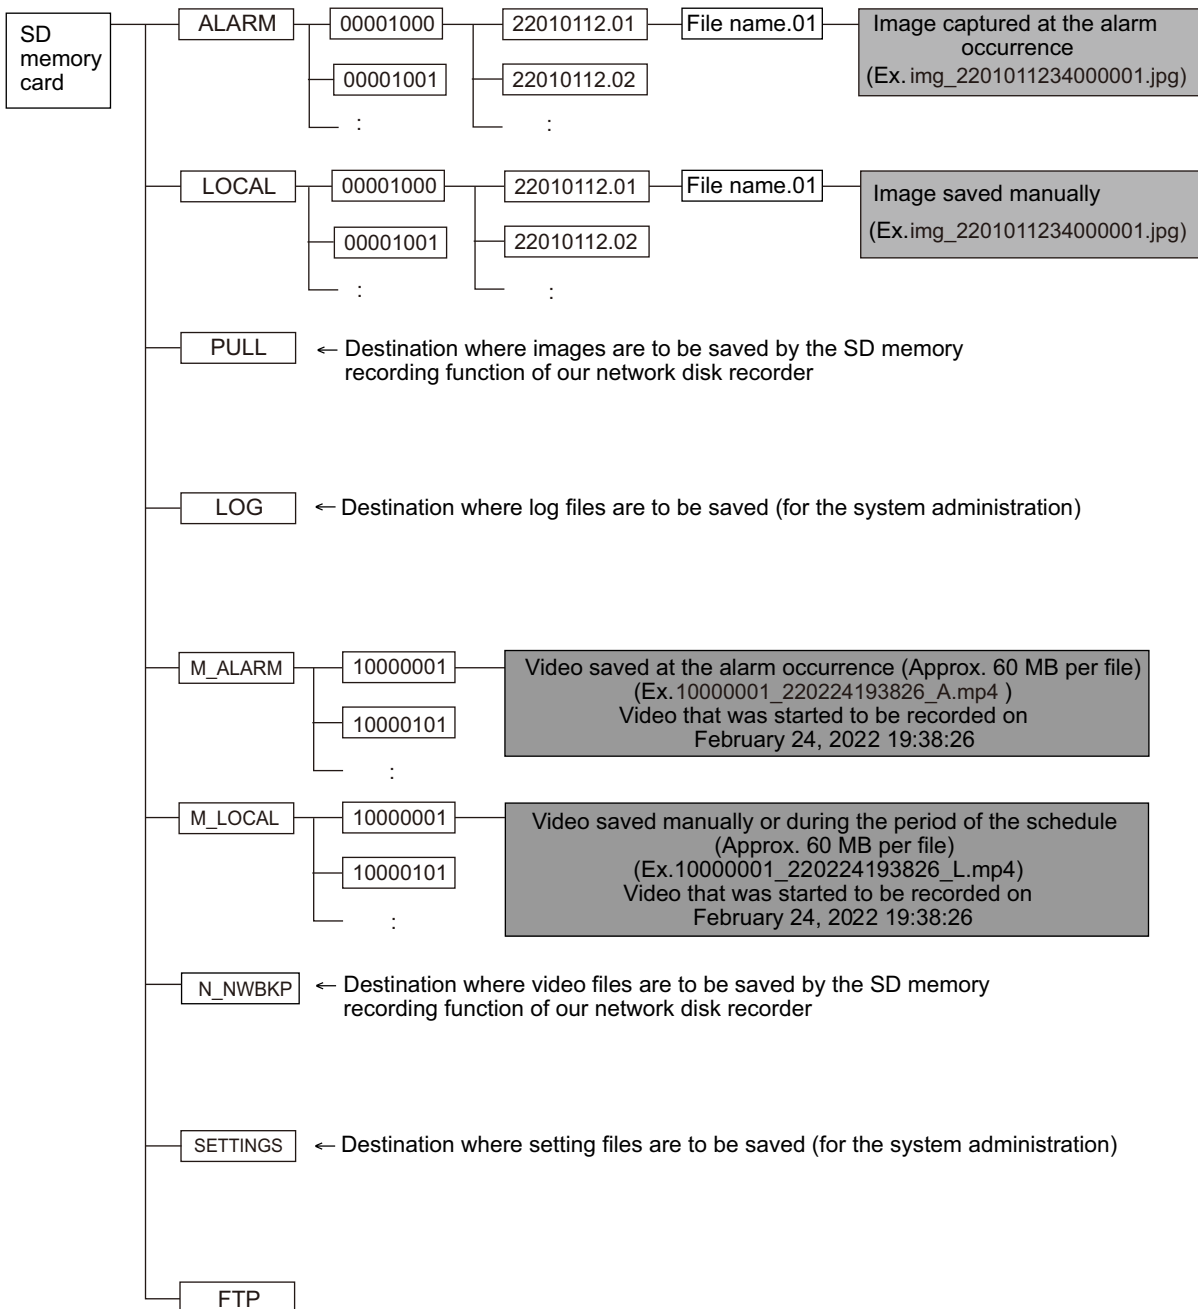 SD
memory
card
ALARM
00001000
22010112.01
File name.01
Image captured at the alarm
occurrence
(Ex.img_2201011234000001.jpg)
00001001
22010112.02
:
:
LOCAL
00001000
22010112.01
File name.01
Image saved manually
(Ex.img_2201011234000001.jpg)
00001001
22010112.02
:
:
PULL
← Destination where images are to be saved by the SD memory
recording function of our network disk recorder
LOG
← Destination where log files are to be saved (for the system administration)
M_ALARM
10000001
Video saved at the alarm occurrence (Approx. 60 MB per file)
(Ex.10000001_220224193826_A.mp4 )
Video that was started to be recorded on
February 24, 2022 19:38:26
10000101
:
M_LOCAL
10000001
Video saved manually or during the period of the schedule
(Approx. 60 MB per file)
(Ex.10000001_220224193826_L.mp4)
Video that was started to be recorded on
February 24, 2022 19:38:26
10000101
:
N_NWBKP
← Destination where video files are to be saved by the SD memory
recording function of our network disk recorder
SETTINGS
← Destination where setting files are to be saved (for the system administration)
FTP